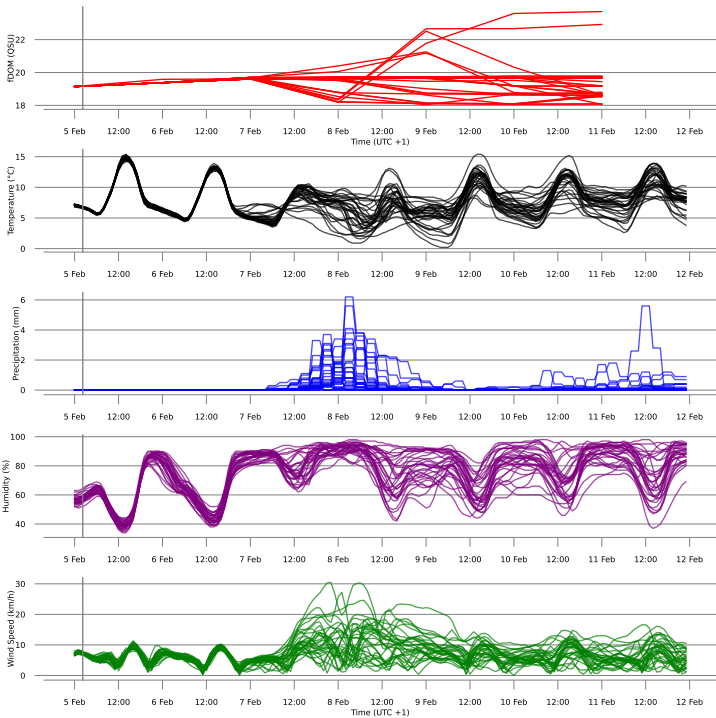 fDOM (QSU)
22
20
18
5 Feb 12:00 6 Feb 12:00 7 Feb 12:00 8 Feb 12:00 9 Feb 12:00 10 Feb 12:00 11 Feb 12:00 12 Feb
Time (UTC +1)
Temperature (°C)
15
10
5
0
5 Feb 12:00 6 Feb 12:00 7 Feb 12:00 8 Feb 12:00 9 Feb 12:00 10 Feb 12:00 11 Feb 12:00 12 Feb
Precipitation (mm)
6
4
2
0
5 Feb 12:00 6 Feb 12:00 7 Feb 12:00 8 Feb 12:00 9 Feb 12:00 10 Feb 12:00 11 Feb 12:00 12 Feb
Humidity (%)
100
80
60
40
5 Feb 12:00 6 Feb 12:00 7 Feb 12:00 8 Feb 12:00 9 Feb 12:00 10 Feb 12:00 11 Feb 12:00 12 Feb
Wind Speed (km/h)
30
20
10
0
5 Feb 12:00 6 Feb 12:00 7 Feb 12:00 8 Feb 12:00 9 Feb 12:00 10 Feb 12:00 11 Feb 12:00 12 Feb
Time (UTC +1)